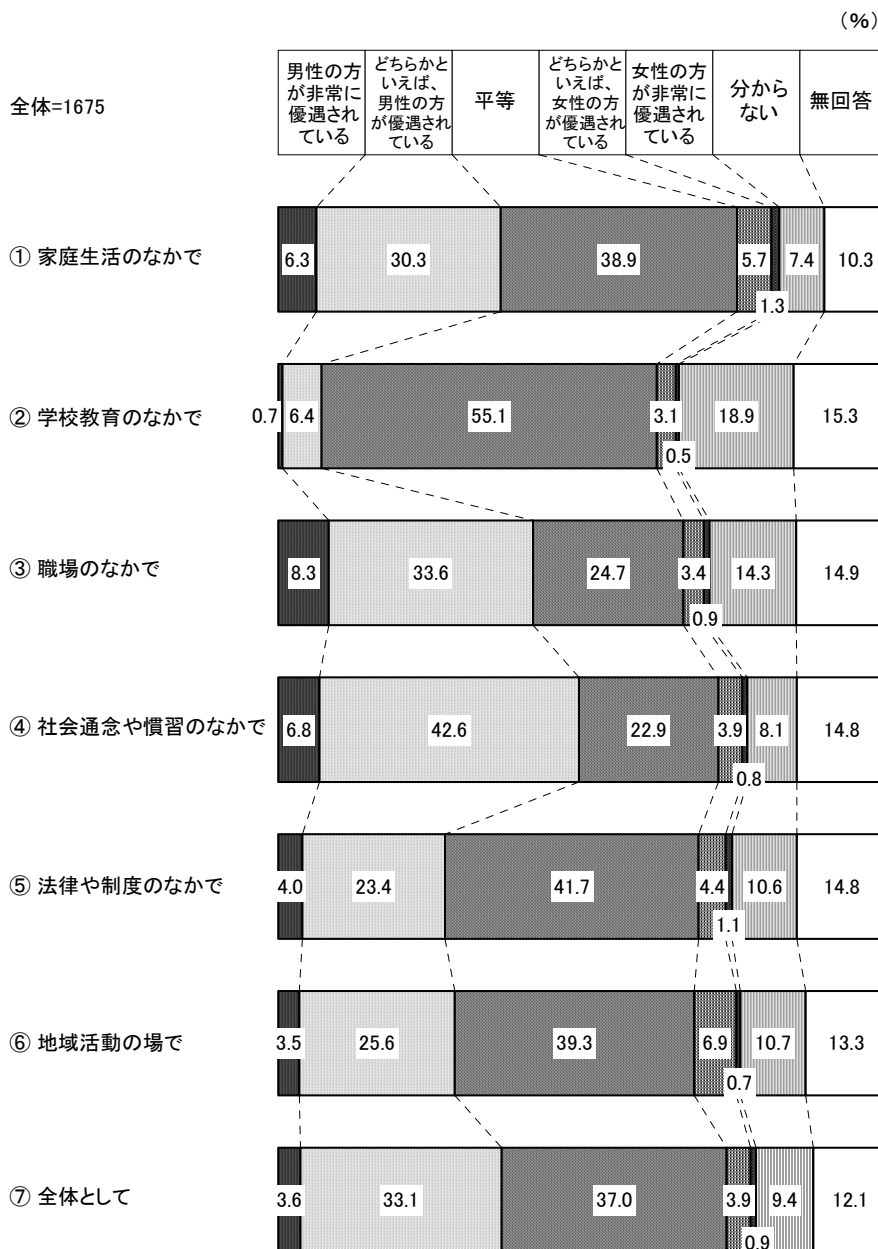 (%)
全体=1675
男性の方
が非常に
優遇され
ている
どちらかと
いえば、
男性の方
が優遇され
ている
平等
どちらかと
いえば、
女性の方
が優遇され
ている
女性の方
が非常に
優遇され
ている
分から
ない
無回答
① 家庭生活のなかで
6.3 30.3 38.9 5.7 1.3 7.4 10.3
② 学校教育のなかで
0.7 6.4 55.1 3.1 0.5 18.9 15.3
③ 職場のなかで
8.3 33.6 24.7 3.4 0.9 14.3 14.9
④ 社会通念や慣習のなかで
6.8 42.6 22.9 3.9 0.8 8.1 14.8
⑤ 法律や制度のなかで
4.0 23.4 41.7 4.4 1.1 10.6 14.8
⑥ 地域活動の場で
3.5 25.6 39.3 6.9 0.7 10.7 13.3
⑦ 全体として
3.6 33.1 37.0 3.9 0.9 9.4 12.1